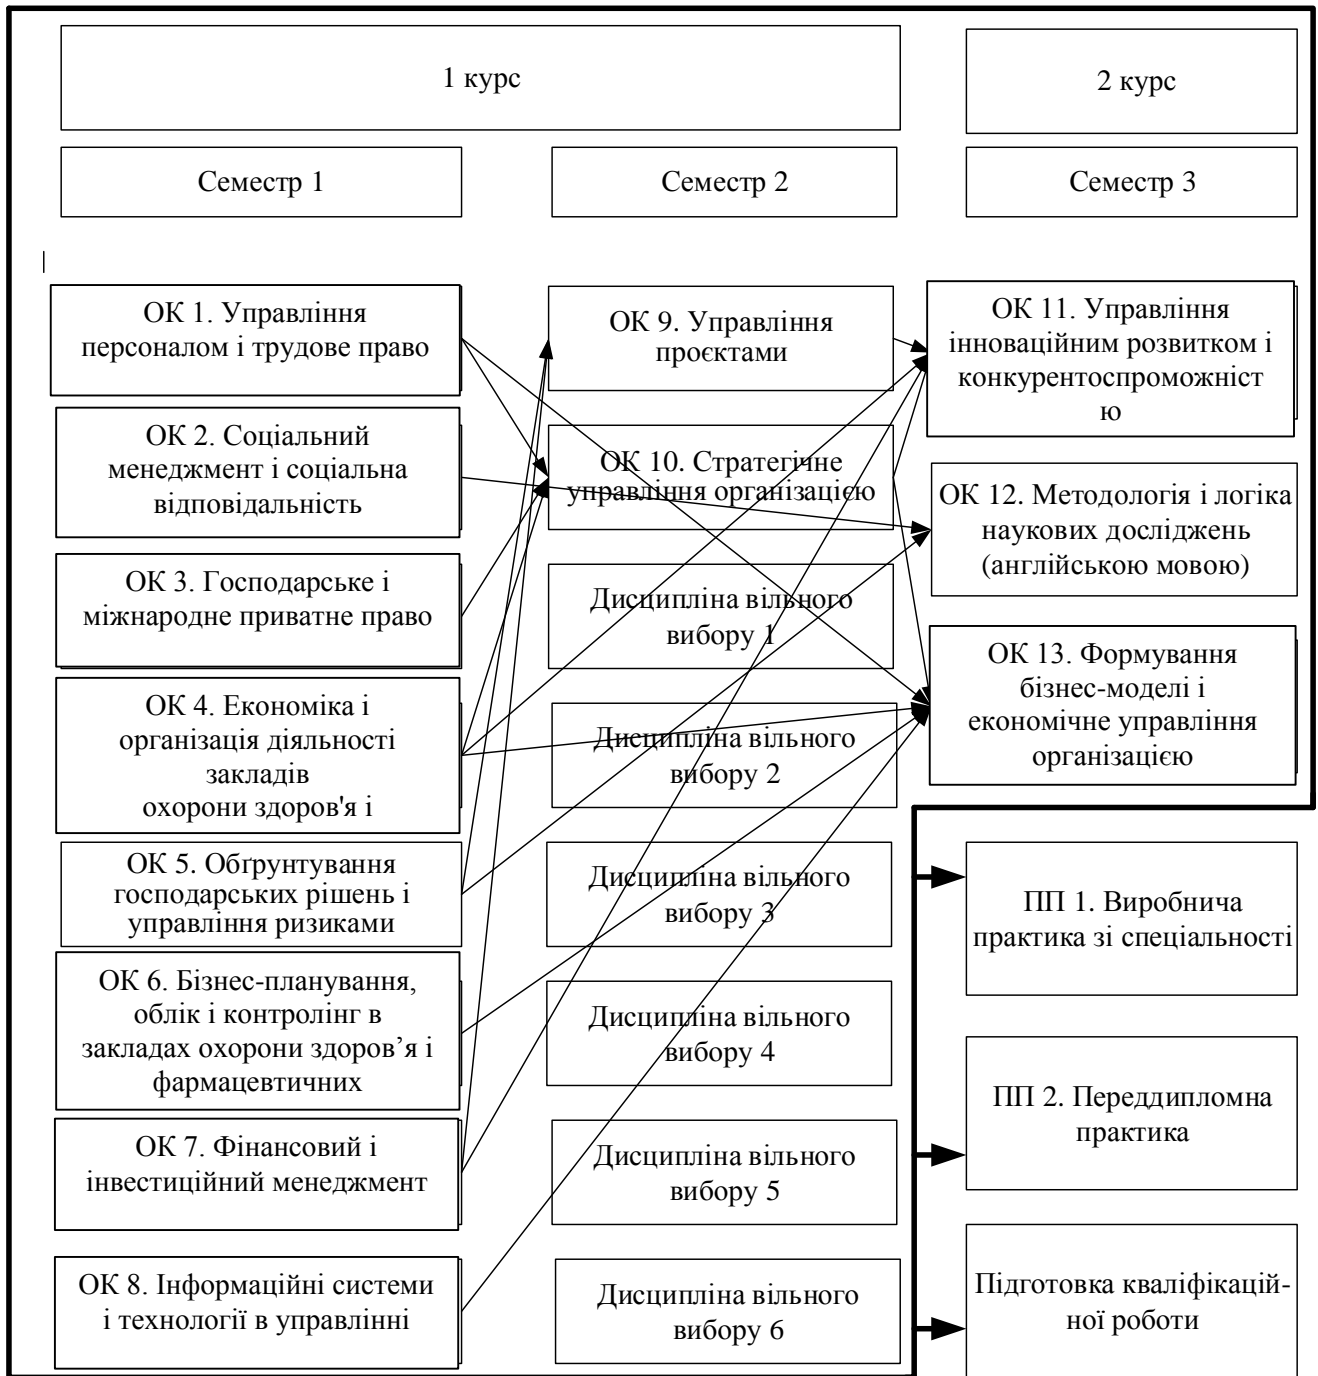 1 курс
2 курс
Семестр 1
Семестр 2
Семестр 3
ОК 1. Управління
персоналом і трудове право
ОК 2. Соціальний
менеджмент і соціальна
відповідальність
ОК 3. Господарське і
міжнародне приватне право
ОК 4. Економіка і
організація діяльності
закладів
охорони здоров'я і
ОК 5. Обґрунтування
господарських рішень і
управління ризиками
ОК 6. Бізнес-планування,
облік і контролінг в
закладах охорони здоров’я і
фармацевтичних
ОК 7. Фінансовий і
інвестиційний менеджмент
ОК 8. Інформаційні системи
і технології в управлінні
ОК 9. Управління
проєктами
ОК 10. Стратегічне
управління організацією
Дисципліна вільного
вибору 1
Дисципліна вільного
вибору 2
Дисципліна вільного
вибору 3
Дисципліна вільного
вибору 4
Дисципліна вільного
вибору 5
Дисципліна вільного
вибору 6
ОК 11. Управління
інноваційним розвитком і
конкурентоспроможніст
ю
ОК 12. Методологія і логіка
наукових досліджень
(англійською мовою)
ОК 13. Формування
бізнес-моделі і
економічне управління
організацією
ПП 1. Виробнича
практика зі спеціальності
ПП 2. Переддипломна
практика
Підготовка кваліфікацій-
ної роботи